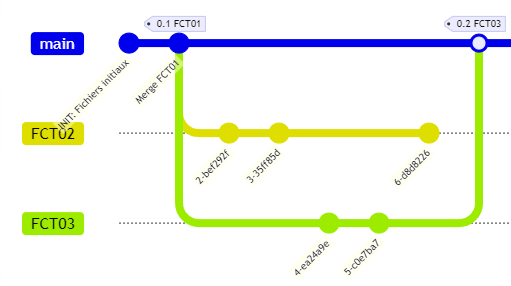 0.1 FCT01
0.2 FCT03
main
INIT: Fichiers initiaux
Merge FCT01
FCT02
2-bef292f
3-35ff85d
6-d8d8226
FCT03
4-ea24a9e
5-c0e7ba7